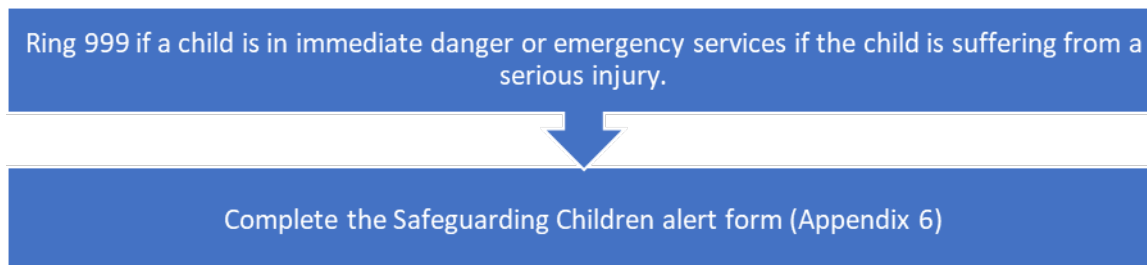 Ring 999 if a child is in immediate danger or emergency services if the child is suffering from a
serious injury.
Complete the Safeguarding Children alert form (Appendix 6)